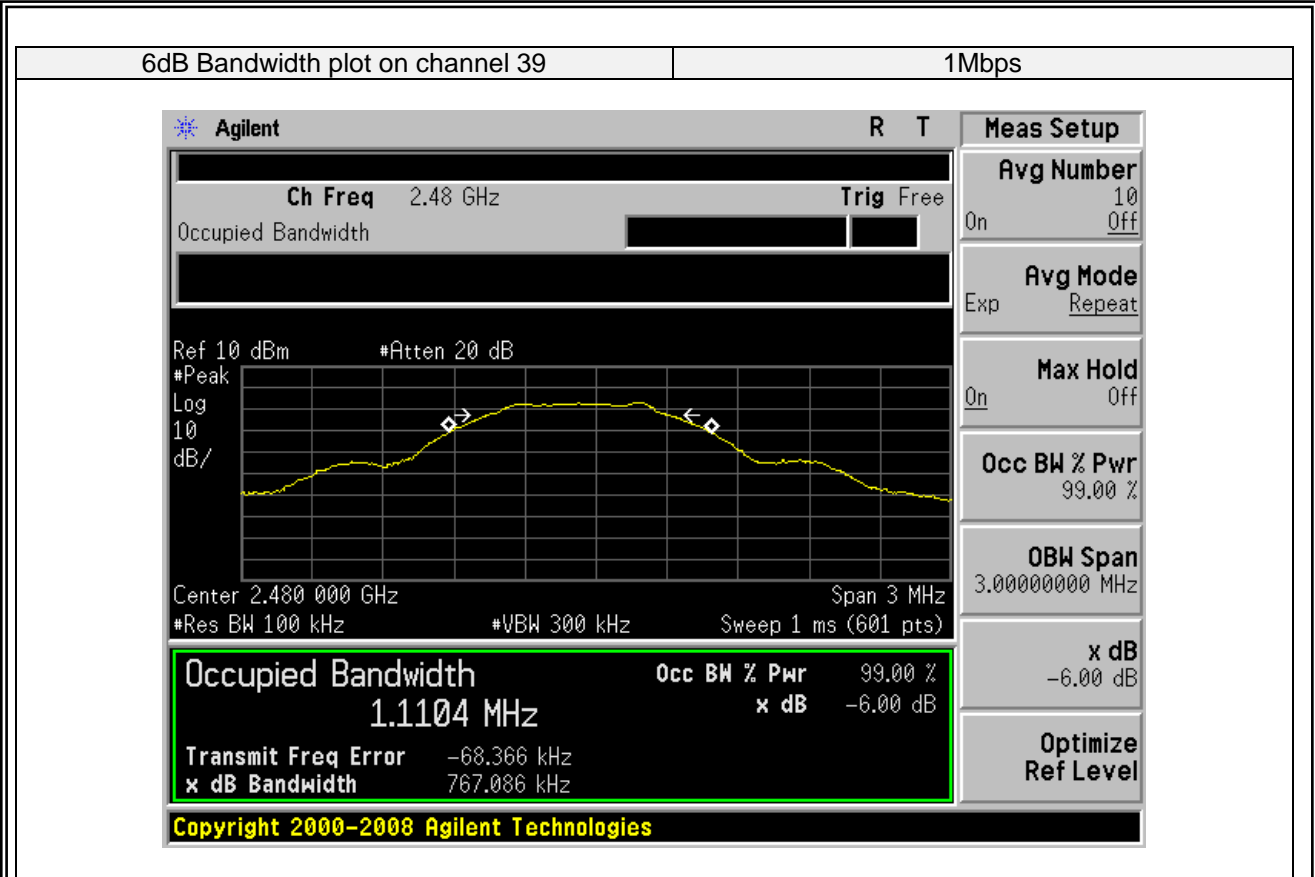 6dB Bandwidth plot on channel 39 1Mbps
Agilent R T
Ch Freq 2.48 GHz Trig Free
Occupied Bandwidth
Ref 10 dBm #Atten 20 dB
#Peak
Log
10
dB/
Center 2.480 000 GHz Span 3 MHz
#Res BW 100 kHz #VBW 300 kHz Sweep 1 ms (601 pts)
Occupied Bandwidth Occ BW % Pwr 99.00 %
1.1104 MHz x dB -6.00 dB
Transmit Freq Error -68.366 kHz
x dB Bandwidth 767.086 kHz
Copyright 2000-2008 Agilent Technologies
Meas Setup
Avg Number
10
On Off
Avg Mode
Exp Repeat
Max Hold
On Off
Occ BW % Pwr
99.00 %
OBW Span
3.00000000 MHz
x dB
-6.00 dB
Optimize
Ref Level